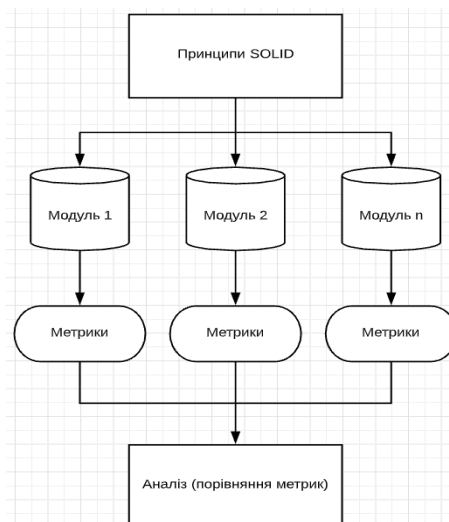 Принципи SOLID
Модуль 1
Модуль 2
Модуль n
Метрики
Метрики
Метрики
Аналіз (порівняння метрик)